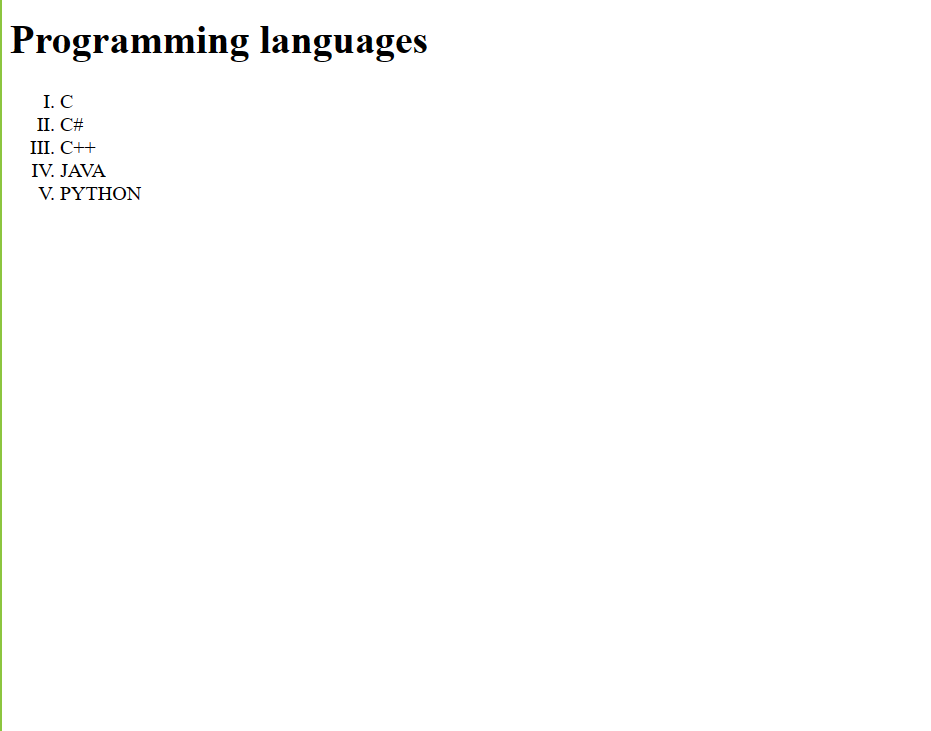 Programming languages
I. C
II. C#
III. C++
IV. JAVA
V. PYTHON